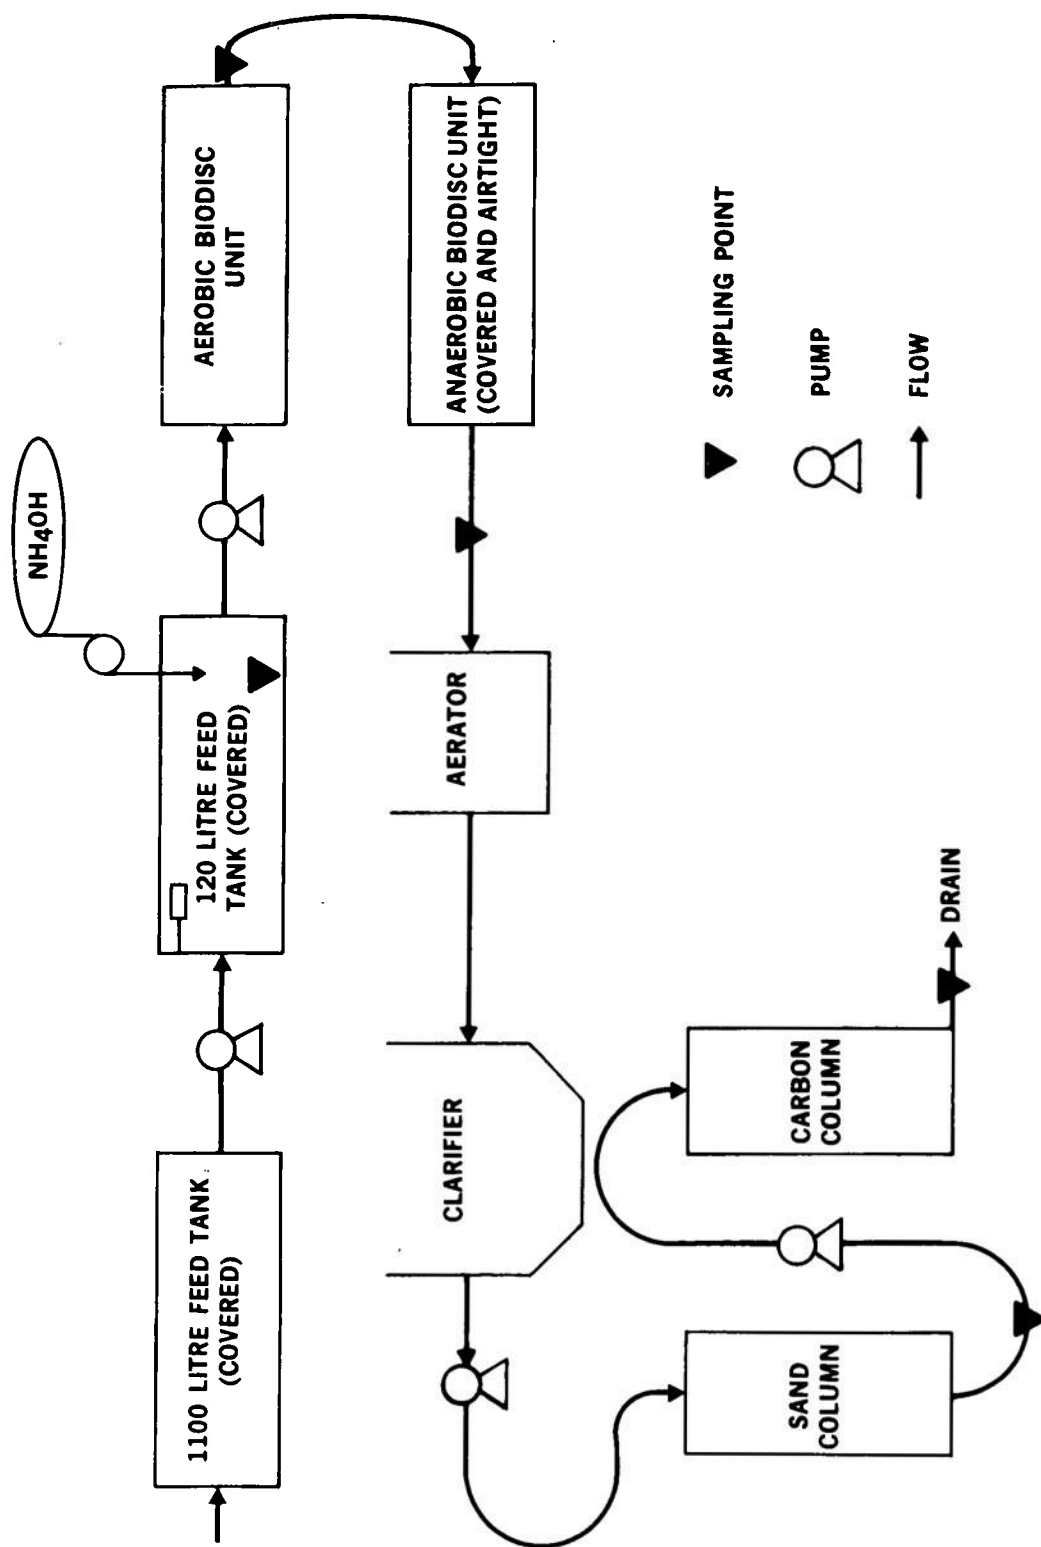 NH4OH
1100 LITRE FEED TANK
(COVERED)
120 LITRE FEED
TANK (COVERED)
AEROBIC BIODISC
UNIT
ANAEROBIC BIODISC UNIT
(COVERED AND AIRTIGHT)
AERATOR
CLARIFIER
SAND
COLUMN
CARBON
COLUMN
DRAIN
SAMPLING POINT
PUMP
FLOW